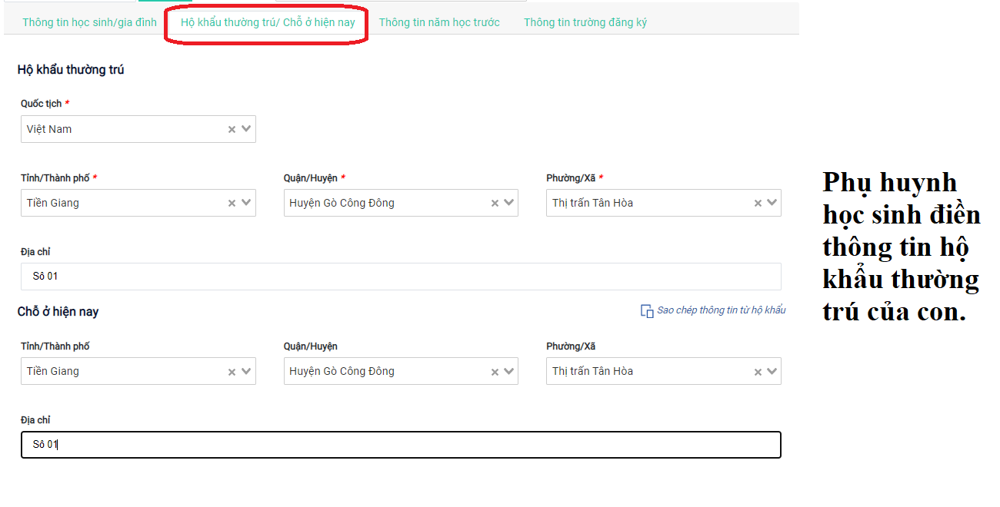 Thông tin học sinh/gia đình Hộ khẩu thường trú/ Chỗ ở hiện nay Thông tin năm học trước Thông tin trường đăng ký
Hộ khẩu thường trú
Quốc tịch *
Việt Nam
Tỉnh/Thành phố * Quận/Huyện * Phường/Xã *
Tiền Giang Huyện Gò Công Đông Thị trấn Tân Hòa
Địa chỉ
Sô 01
Chỗ ở hiện nay Sao chép thông tin từ hộ khẩu
Tỉnh/Thành phố Quận/Huyện Phường/Xã
Tiền Giang Huyện Gò Công Đông Thị trấn Tân Hòa
Địa chỉ
Sô 01
Phụ huynh
học sinh điền
thông tin hộ
khẩu thường
trú của con.